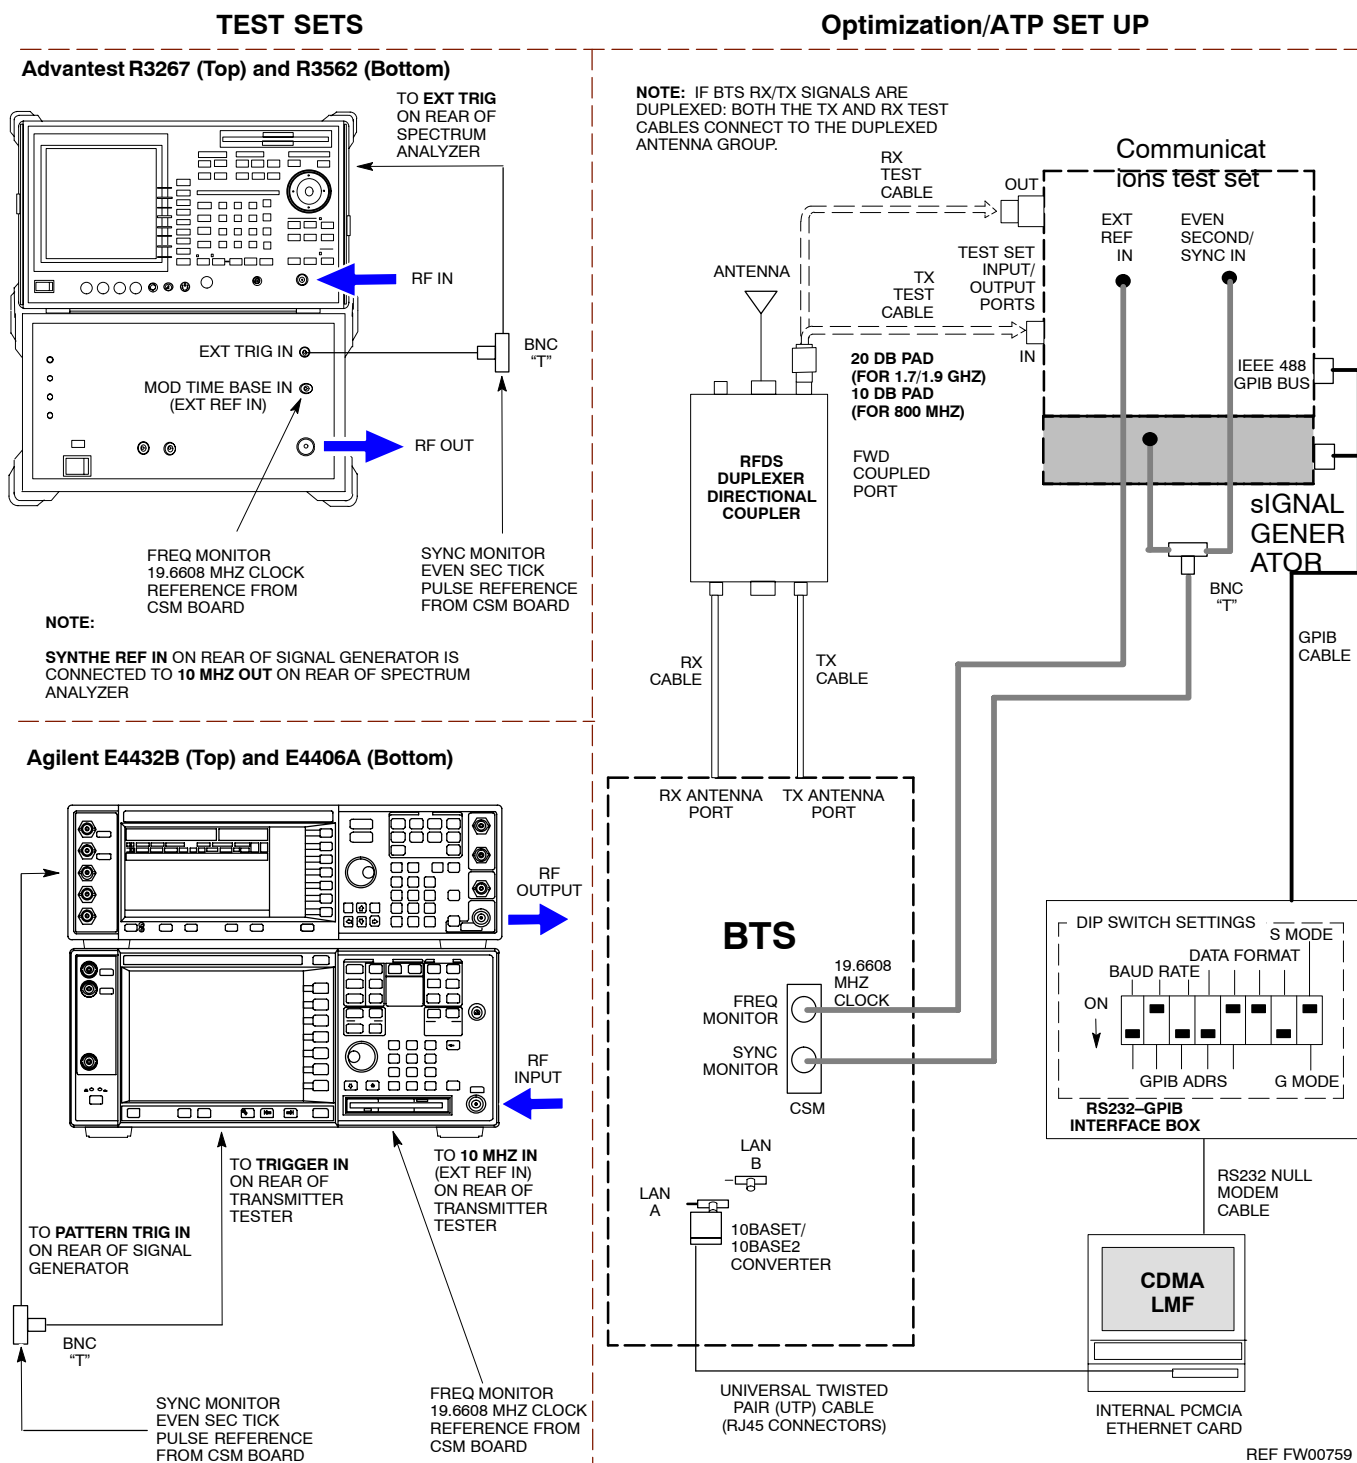 TEST SETS
Optimization/ATP SET UP
Advantest R3267 (Top) and R3562 (Bottom)
TO EXT TRIG
ON REAR OF
SPECTRUM
ANALYZER
RF IN
EXT TRIG IN
MOD TIME BASE IN
(EXT REF IN)
BNC
“T”
RF OUT
FREQ MONITOR
19.6608 MHZ CLOCK
REFERENCE FROM
CSM BOARD
SYNC MONITOR
EVEN SEC TICK
PULSE REFERENCE
FROM CSM BOARD
NOTE:
SYNTHE REF IN ON REAR OF SIGNAL GENERATOR IS
CONNECTED TO 10 MHZ OUT ON REAR OF SPECTRUM
ANALYZER
Agilent E4432B (Top) and E4406A (Bottom)
RF
OUTPUT
RF
INPUT
TO TRIGGER IN
ON REAR OF
TRANSMITTER
TESTER
TO 10 MHZ IN
(EXT REF IN)
ON REAR OF
TRANSMITTER
TESTER
TO PATTERN TRIG IN
ON REAR OF SIGNAL
GENERATOR
BNC
“T”
SYNC MONITOR
EVEN SEC TICK
PULSE REFERENCE
FROM CSM BOARD
FREQ MONITOR
19.6608 MHZ CLOCK
REFERENCE FROM
CSM BOARD
NOTE: IF BTS RX/TX SIGNALS ARE
DUPLEXED: BOTH THE TX AND RX TEST
CABLES CONNECT TO THE DUPLEXED
ANTENNA GROUP.
RX
TEST
CABLE
OUT
Communicat
ions test set
EXT
REF
IN
EVEN
SECOND/
SYNC IN
TEST SET
INPUT/
OUTPUT
PORTS
ANTENNA
TX
TEST
CABLE
IN
20 DB PAD
(FOR 1.7/1.9 GHZ)
10 DB PAD
(FOR 800 MHZ)
IEEE 488
GPIB BUS
RFDS
DUPLEXER
DIRECTIONAL
COUPLER
FWD
COUPLED
PORT
sIGNAL
GENER
ATOR
BNC
“T”
GPIB
CABLE
RX
CABLE
TX
CABLE
RX ANTENNA
PORT
TX ANTENNA
PORT
BTS
19.6608
MHZ
CLOCK
FREQ
MONITOR
SYNC
MONITOR
CSM
DIP SWITCH SETTINGS
S MODE
DATA FORMAT
BAUD RATE
ON
GPIB ADRS
G MODE
RS232–GPIB
INTERFACE BOX
LAN
B
LAN
A
10BASET/
10BASE2
CONVERTER
RS232 NULL
MODEM
CABLE
CDMA
LMF
UNIVERSAL TWISTED
PAIR (UTP) CABLE
(RJ45 CONNECTORS)
INTERNAL PCMCIA
ETHERNET CARD
REF FW00759